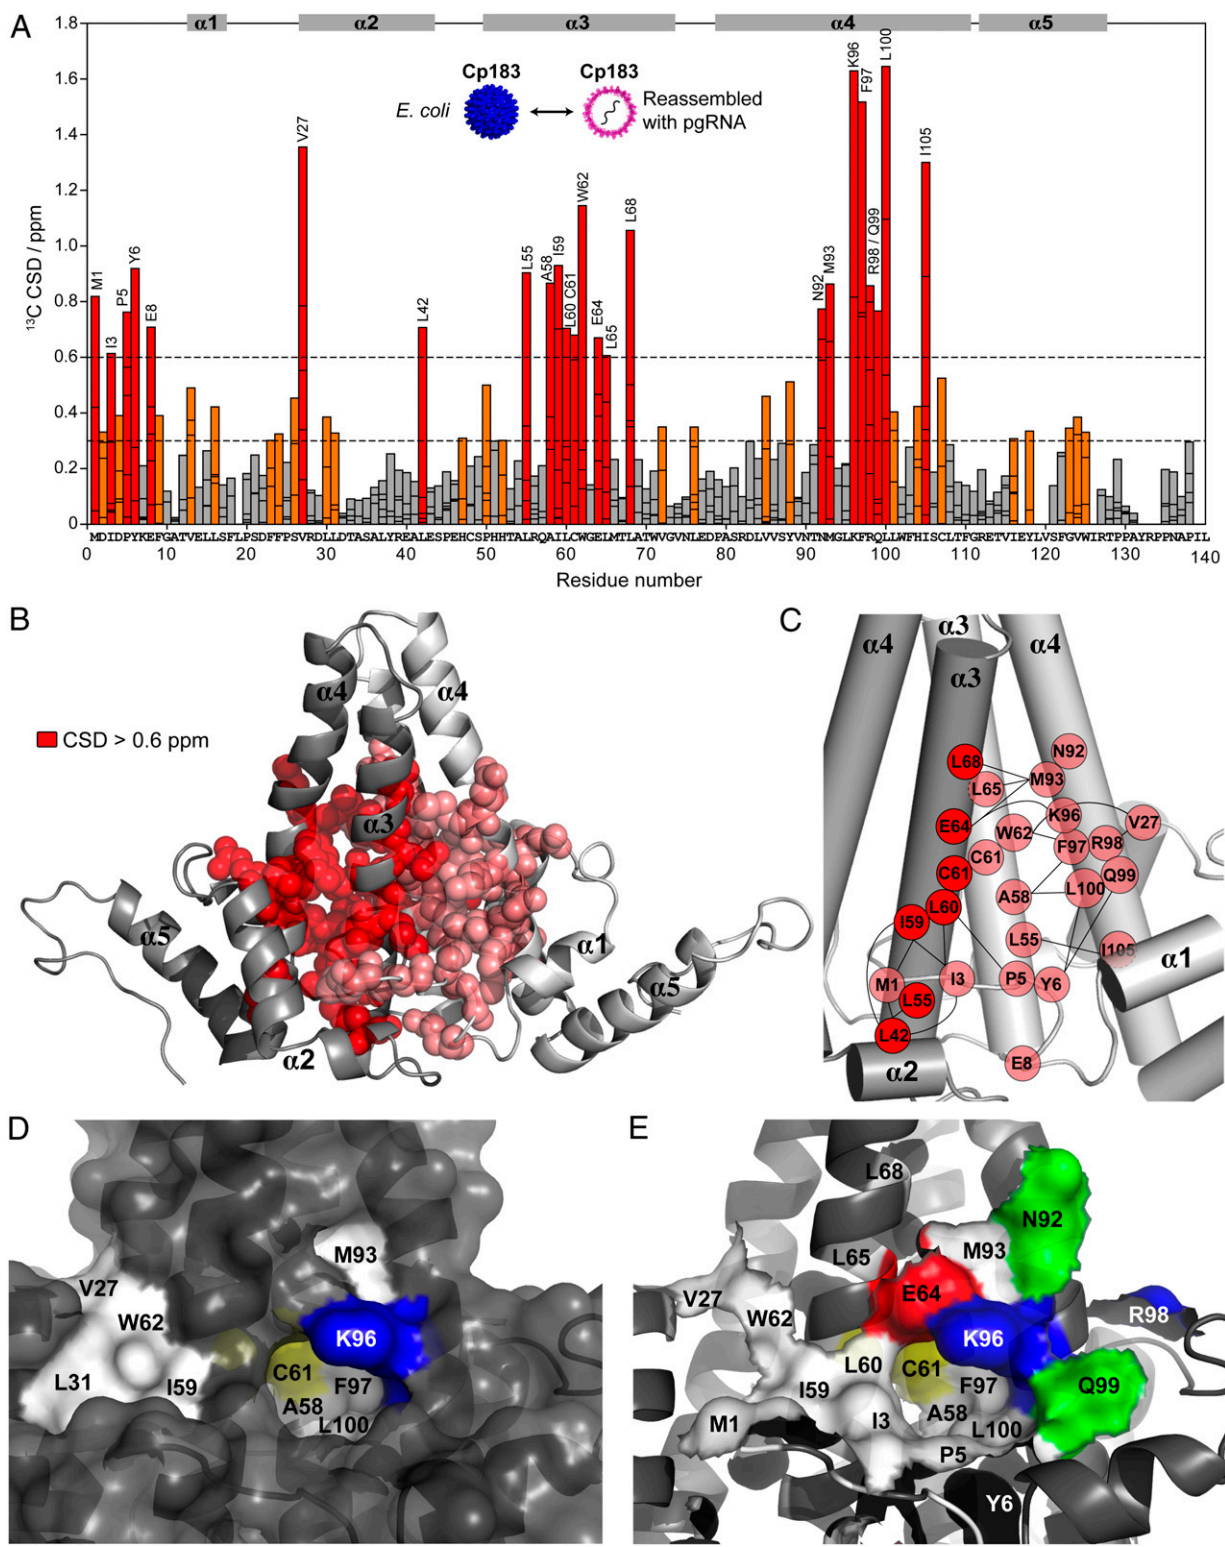 A
α1 α2 α3 α4 α5
1.8
1.6
1.4
1.2
1.0
0.8
0.6
0.4
0.2
0
¹³C CSD / ppm
Cp183 Cp183
E. coli
Reassembled
with pgRNA
M1
I3
P5
Y6
E8
V27
L42
L55
A58
I59
L60
C61
W62
E64
L65
L68
N92
M93
K96
F97
R98 / Q99
L100
I105
MDIDPYKEFGATVELLSFLPSDFFPSVRDLLDTASALYREALESPEHCSPHHTALRQAILCWGELMTLATWVGVNLEDPASRDLVVSYVNTNMGLKFRQLLWFHISCLTFGRETVIEYLVSFGVWIRTPPAYRPPNAPIL
0 10 20 30 40 50 60 70 80 90 100 110 120 130 140
Residue number
B
CSD > 0.6 ppm
α4 α4
α3
α5
α1
α5
α2
C
α3
α4 α4
α3
N92
L68
M93
L65
K96
V27
E64
W62
F97
R98
C61
C61
Q99
A58
L100
L60
I59
L55
I105
α1
M1
I3
P5
Y6
L55
L42
E8
α2
D
M93
V27
W62
K96
C61
L31
I59
F97
A58
L100
E
L68
N92
L65
M93
E64
V27
R98
W62
K96
L60
C61
F97
Q99
I59
A58
M1
I3
L100
P5
Y6